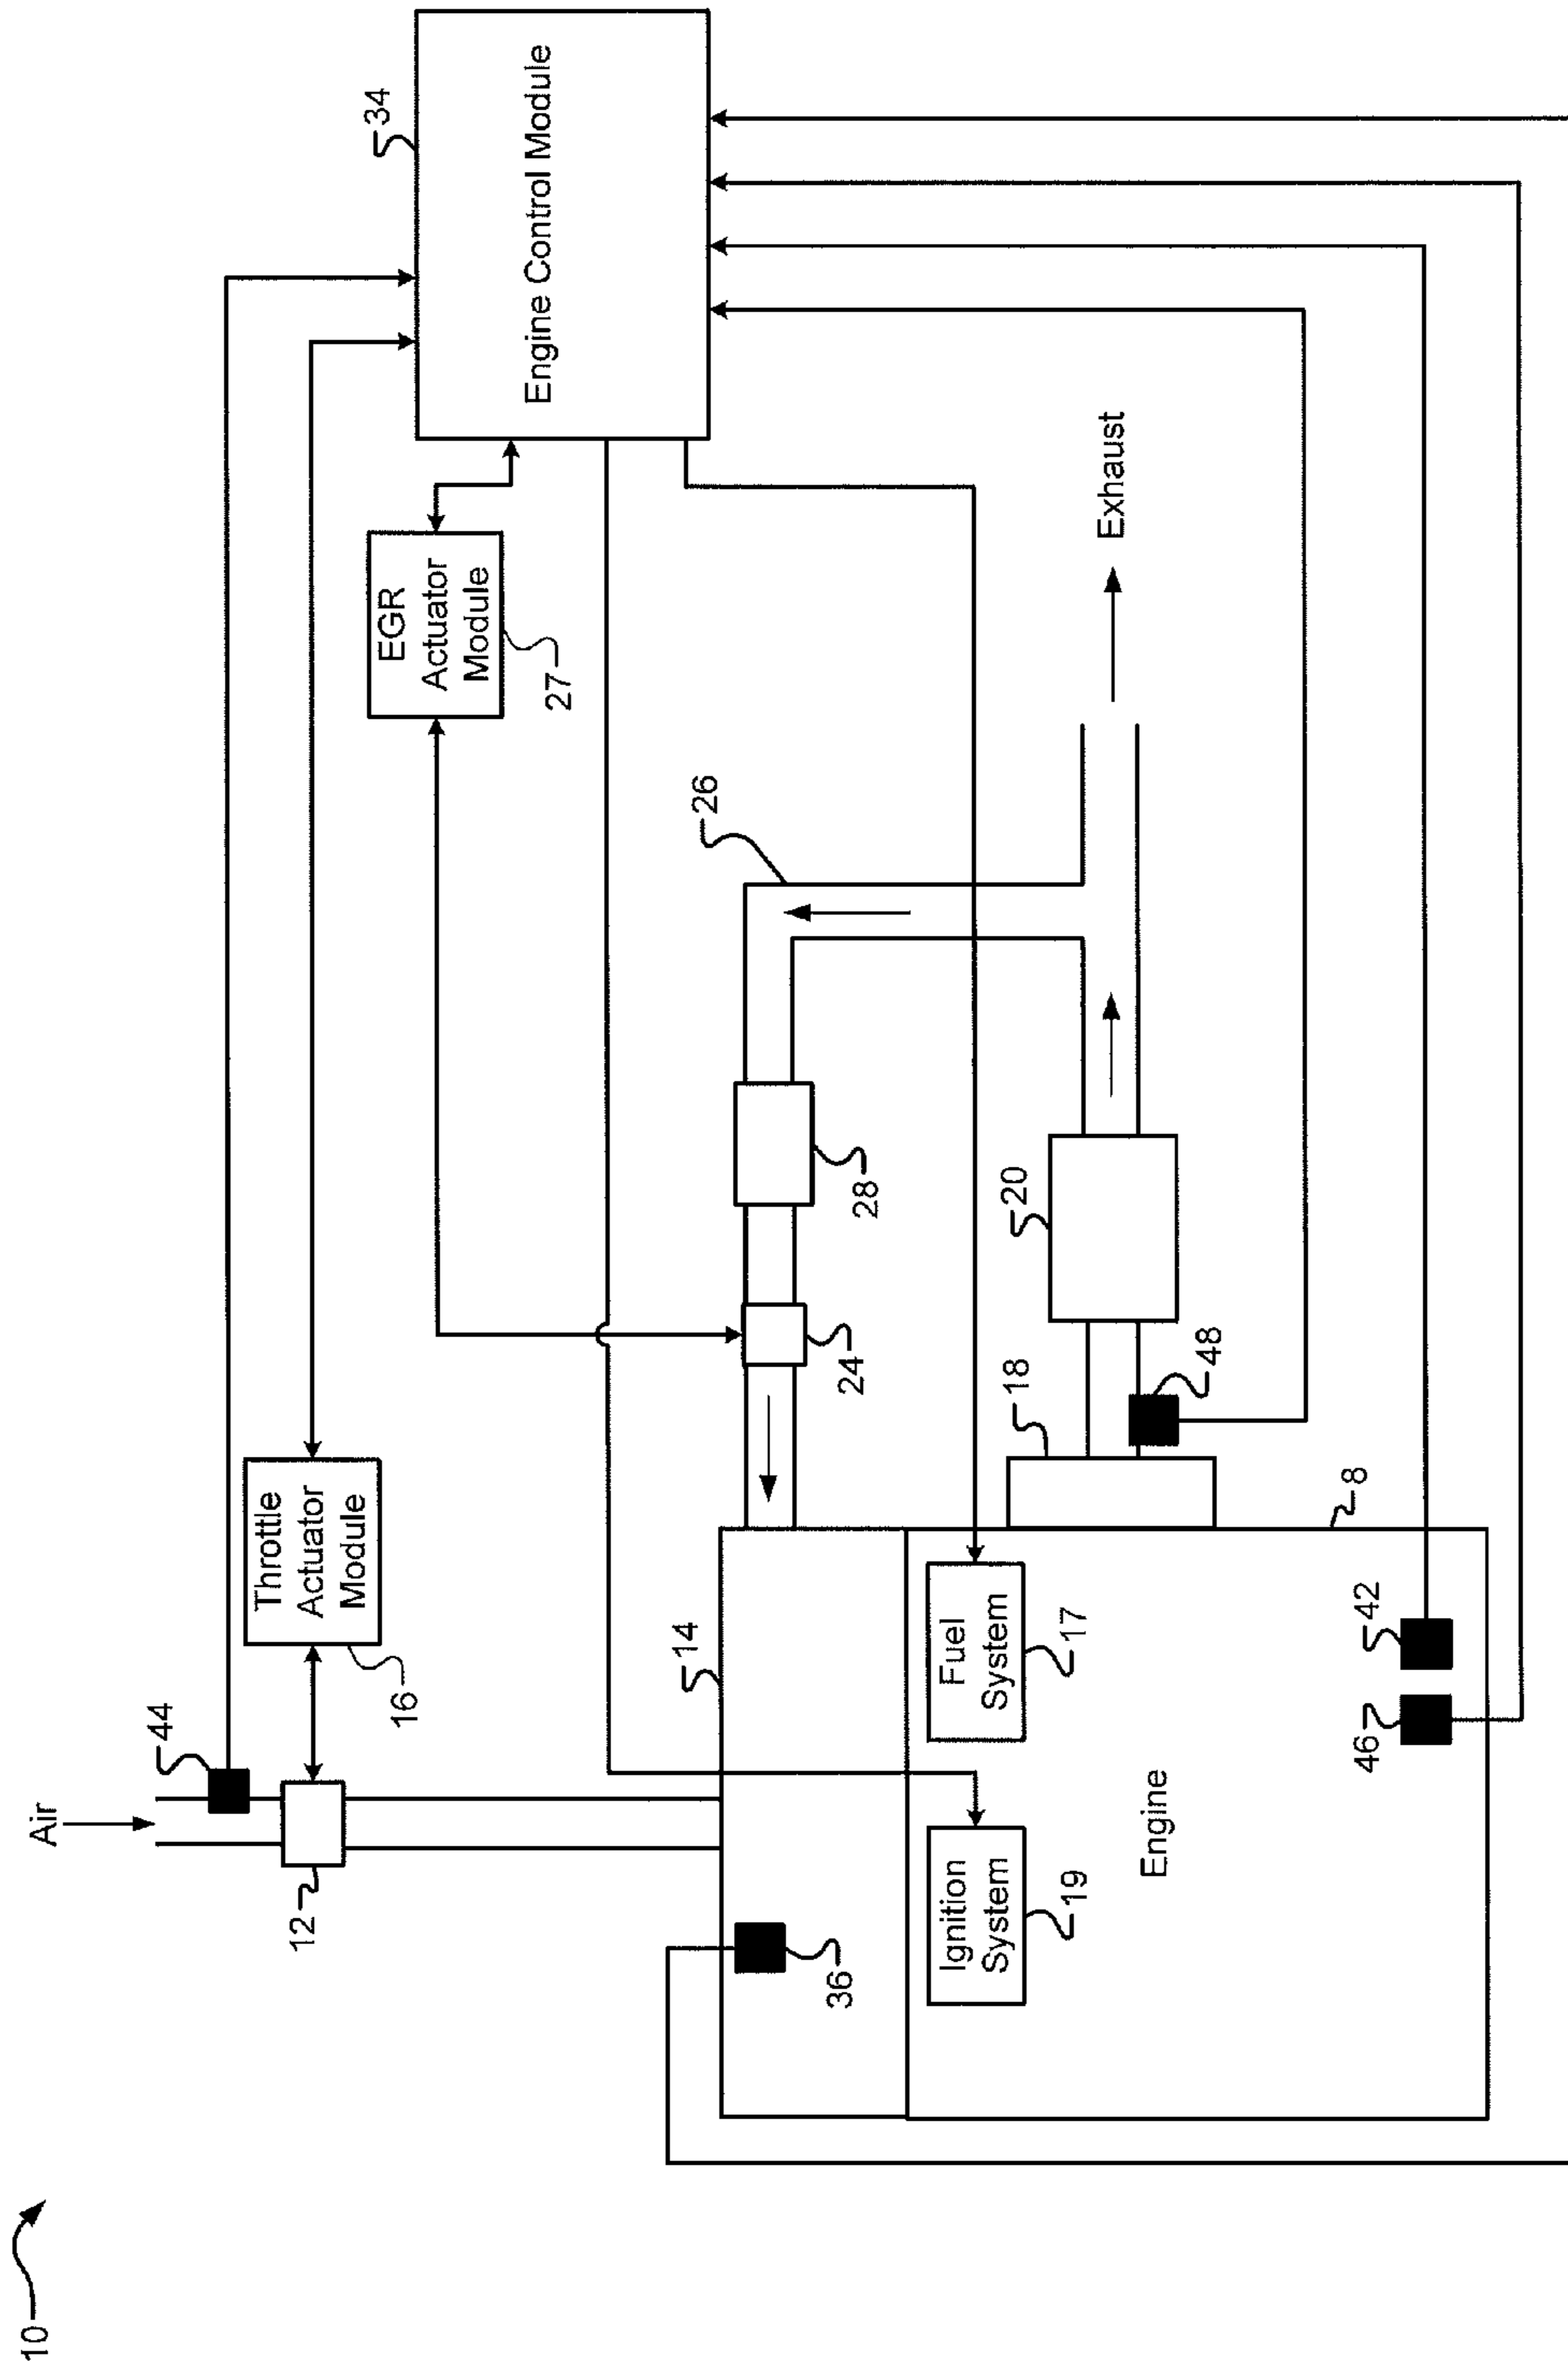 10
Air
44
12
16
Throttle
Actuator
Module
34
Engine Control Module
EGR
Actuator
Module
27
26
28
24
14
36
18
20
48
Exhaust
Ignition
System
19
Fuel
System
17
Engine
8
46
42